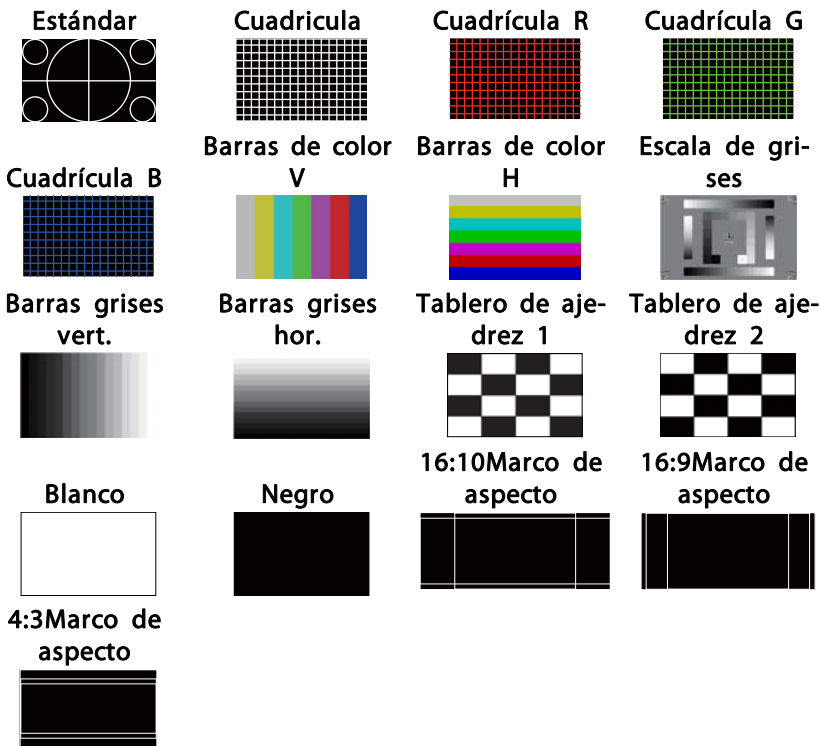 Estándar
Cuadricula
Cuadrícula R
Cuadrícula G
Cuadrícula B
Barras de color
V
Barras de color
H
Escala de gri-
ses
Barras grises
vert.
Barras grises
hor.
Tablero de aje-
drez 1
Tablero de aje-
drez 2
Blanco
Negro
16:10Marco de
aspecto
16:9Marco de
aspecto
4:3Marco de
aspecto